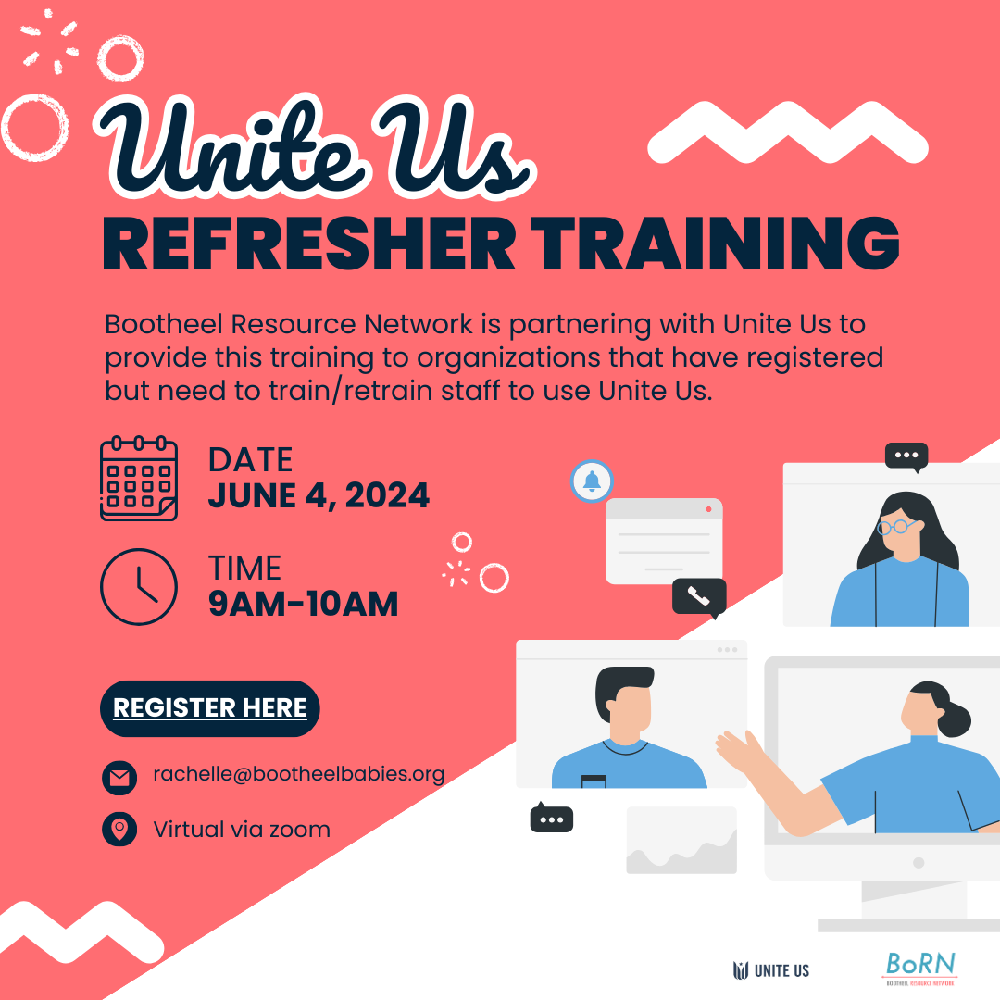 Unite Us
REFRESHER TRAINING
Bootheel Resource Network is partnering with Unite Us to
provide this training to organizations that have registered
but need to train/retrain staff to use Unite Us.
DATE
JUNE 4, 2024
TIME
9AM-10AM
REGISTER HERE
rachelle@bootheelbabies.org
Virtual via zoom
UNITE US
BoRN
BOOTHEEL RESOURCE NETWORK